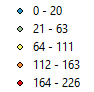 0 - 20
21 - 63
64 - 111
112 - 163
164 - 226